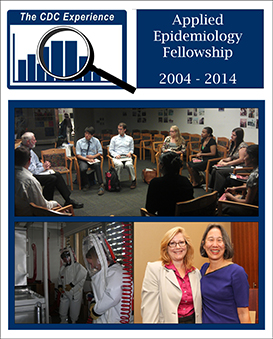 The CDC Experience
Applied
Epidemiology
Fellowship
2004 - 2014